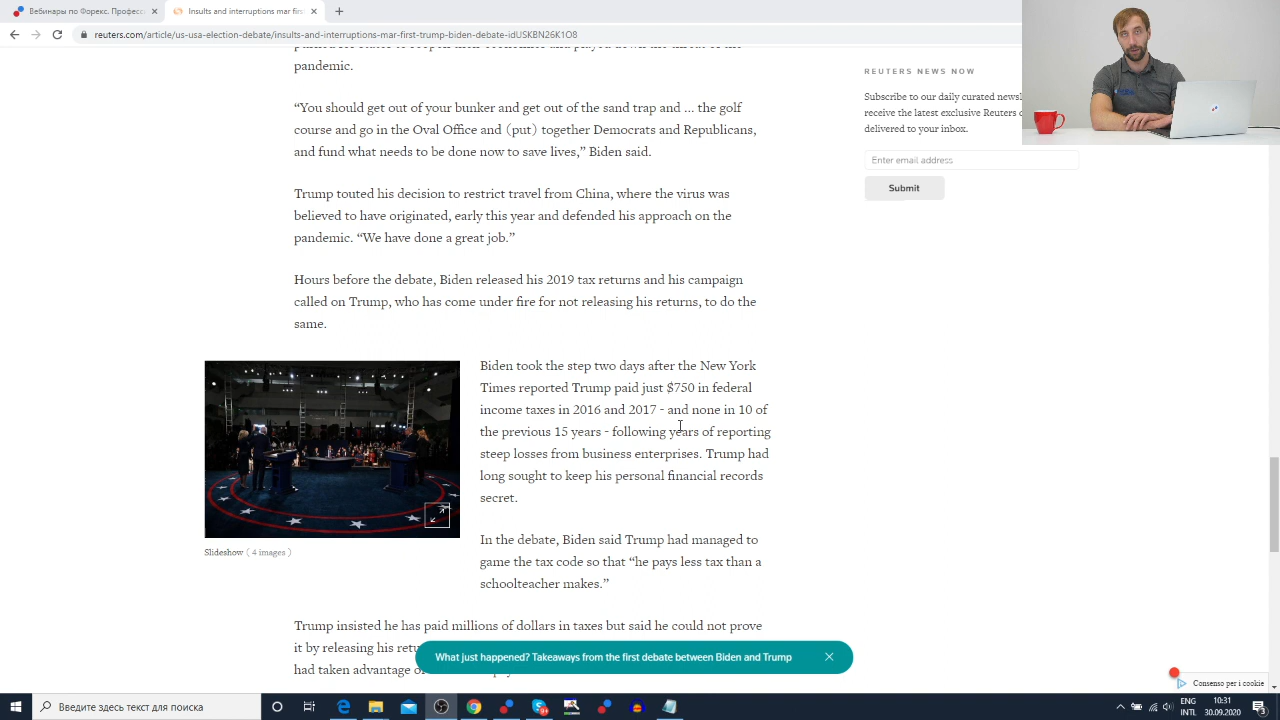 Вебинары по Форекс. Професс
Insults and interruptions mar firs
reuters.com/article/us-usa-election-debate/insults-and-interruptions-mar-first-trump-biden-debate-idUSKBN26K1O8
pandemic.
“You should get out of your bunker and get out of the sand trap and ... the golf
course and go in the Oval Office and (put) together Democrats and Republicans,
and fund what needs to be done now to save lives,” Biden said.
Trump touted his decision to restrict travel from China, where the virus was
believed to have originated, early this year and defended his approach on the
pandemic. “We have done a great job.”
Hours before the debate, Biden released his 2019 tax returns and his campaign
called on Trump, who has come under fire for not releasing his returns, to do the
same.
Biden took the step two days after the New York
Times reported Trump paid just $750 in federal
income taxes in 2016 and 2017 - and none in 10 of
the previous 15 years - following years of reporting
steep losses from business enterprises. Trump had
long sought to keep his personal financial records
secret.
Slideshow ( 4 images )
In the debate, Biden said Trump had managed to
game the tax code so that “he pays less tax than a
schoolteacher makes.”
Trump insisted he has paid millions of dollars in taxes but said he could not prove
it by releasing his retu
had taken advantage o
What just happened? Takeaways from the first debate between Biden and Trump
REUTERS NEWS NOW
Subscribe to our daily curated newsl
receive the latest exclusive Reuters c
delivered to your inbox.
Enter email address
Submit
Consenso per i cookie
Введите здесь текст для поиска
INTL
10:31
30.09.2020
3